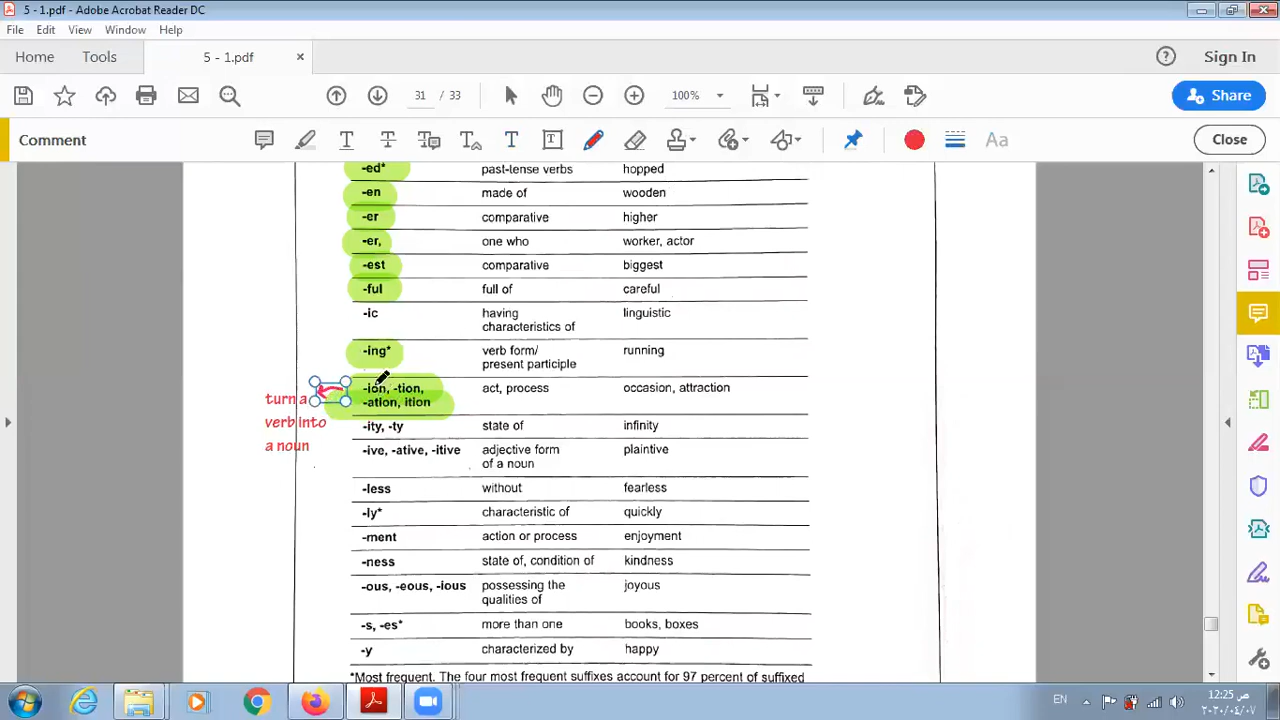 5 - 1.pdf - Adobe Acrobat Reader DC
File Edit View Window Help
Home Tools 5 - 1.pdf × Sign In
31 / 33 100% Share
Comment Aa Close
-ed* past-tense verbs hopped
-en made of wooden
-er comparative higher
-er, one who worker, actor
-est comparative biggest
-ful full of careful
-ic having characteristics of linguistic
-ing* verb form/ present participle running
-ion, -tion, act, process occasion, attraction
-ation, ition
turn a
verb into
a noun
-ity, -ty state of infinity
-ive, -ative, -itive adjective form of a noun plaintive
-less without fearless
-ly* characteristic of quickly
-ment action or process enjoyment
-ness state of, condition of kindness
-ous, -eous, -ious possessing the qualities of joyous
-s, -es* more than one books, boxes
-y characterized by happy
*Most frequent. The four most frequent suffixes account for 97 percent of suffixed
EN 12:25 ص
٢٠٢٠/٠٤/٠٧